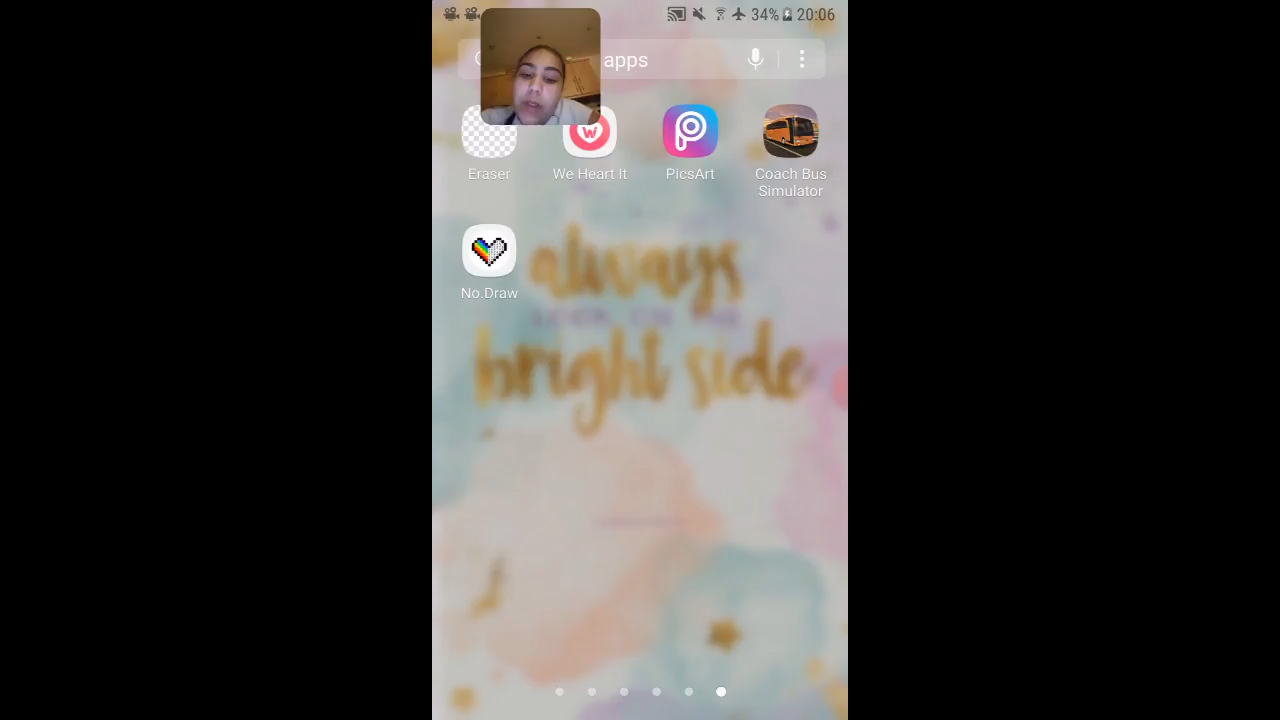 34% 20:06
apps
Eraser
We Heart It
PicsArt
Coach Bus
Simulator
No.Draw
always
bright side